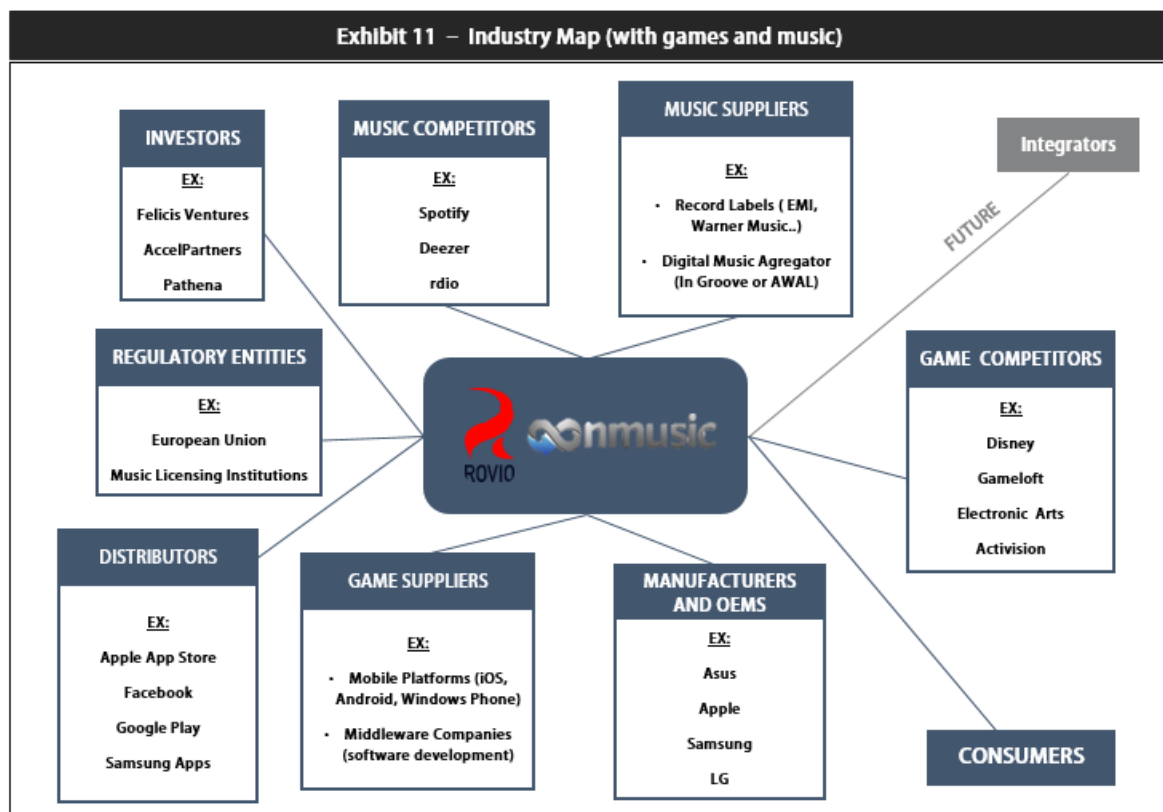 Exhibit 11 – Industry Map (with games and music)
INVESTORS
EX:
Felicis Ventures
AccelPartners
Pathena
MUSIC COMPETITORS
EX:
Spotify
Deezer
rdio
MUSIC SUPPLIERS
EX:
• Record Labels ( EMI,
Warner Music..)
• Digital Music Agregator
(In Groove or AWAL)
Integrators
FUTURE
REGULATORY ENTITIES
EX:
European Union
Music Licensing Institutions
ROVIO
nmusic
GAME COMPETITORS
EX:
Disney
Gameloft
Electronic Arts
Activision
DISTRIBUTORS
EX:
Apple App Store
Facebook
Google Play
Samsung Apps
GAME SUPPLIERS
EX:
• Mobile Platforms (iOS,
Android, Windows Phone)
• Middleware Companies
(software development)
MANUFACTURERS
AND OEMS
EX:
Asus
Apple
Samsung
LG
CONSUMERS